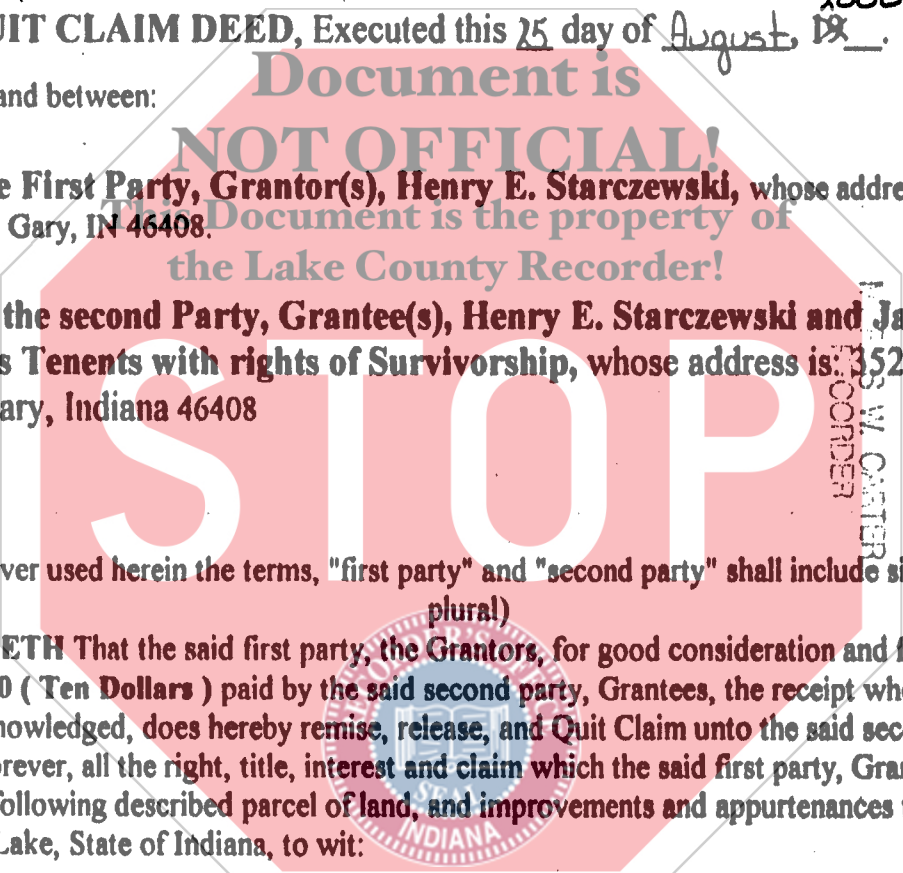 UIT CLAIM DEED, Executed this 25 day of August,
Document is
and between:
NOT OFFICIAL!
e First Party, Grantor(s), Henry E. Starczewski, whose addre
This Document is the property of
Gary, IN 46408.
the Lake County Recorder!
the second Party, Grantee(s), Henry E. Starczewski and Ja
s Tenents with rights of Survivorship, whose address is: 352
ary, Indiana 46408
STOP
W. CARTER
RECORDER
ver used herein the terms, "first party" and "second party" shall include si
plural)
ETH That the said first party, the Grantors, for good consideration and f
0 ( Ten Dollars ) paid by the said second party, Grantees, the receipt whe
nowledged, does hereby remise, release, and Quit Claim unto the said sec
rever, all the right, title, interest and claim which the said first party, Gran
following described parcel of land, and improvements and appurtenances
Lake, State of Indiana, to wit:
RECORDER'S OFFICE
SEAL
INDIANA